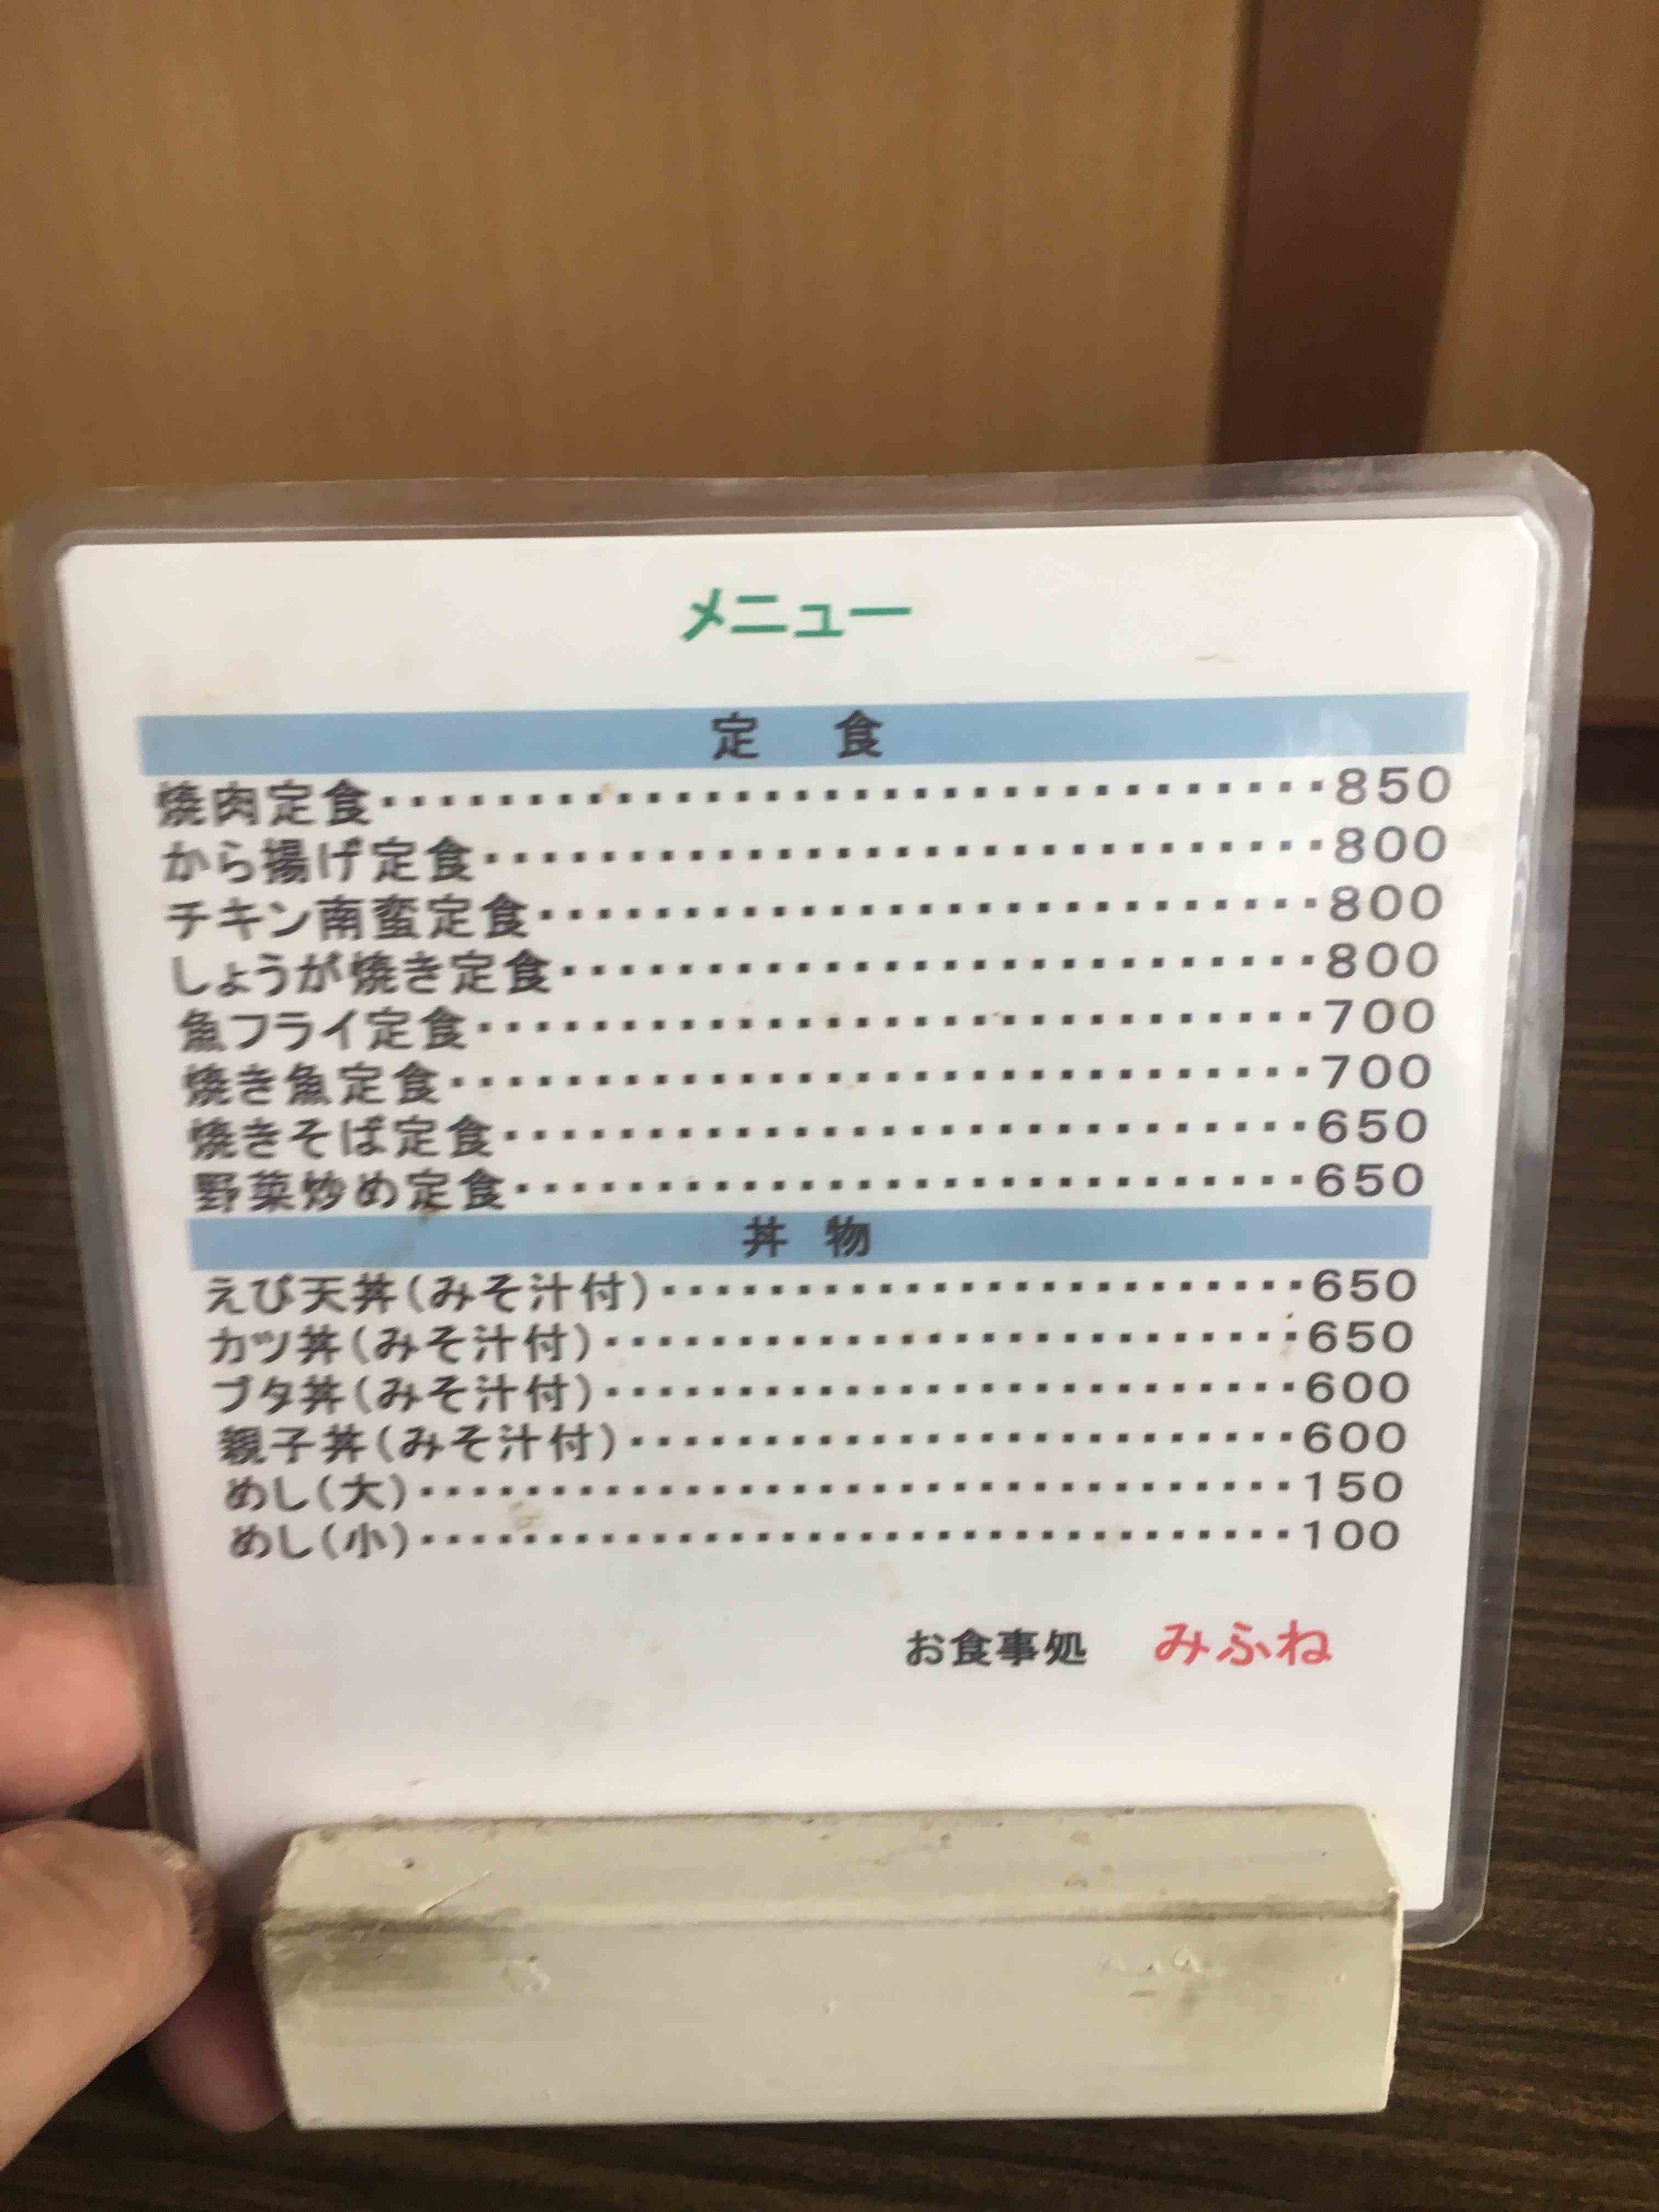 メニュー
定　食
焼肉定食・・・・・・・・・・・・・・・・・・・・・・・・・・・・・・・・・850
から揚げ定食・・・・・・・・・・・・・・・・・・・・・・・・・・・・・800
チキン南蛮定食・・・・・・・・・・・・・・・・・・・・・・・・・・・800
しょうが焼き定食・・・・・・・・・・・・・・・・・・・・・・・・・・800
魚フライ定食・・・・・・・・・・・・・・・・・・・・・・・・・・・・・700
焼き魚定食・・・・・・・・・・・・・・・・・・・・・・・・・・・・・・700
焼きそば定食・・・・・・・・・・・・・・・・・・・・・・・・・・・・650
野菜炒め定食・・・・・・・・・・・・・・・・・・・・・・・・・・・・650
丼　物
えび天丼(みそ汁付)・・・・・・・・・・・・・・・・・・・・・・・・650
カツ丼(みそ汁付)・・・・・・・・・・・・・・・・・・・・・・・・・・650
ブタ丼(みそ汁付)・・・・・・・・・・・・・・・・・・・・・・・・・・600
親子丼(みそ汁付)・・・・・・・・・・・・・・・・・・・・・・・・・600
めし(大)・・・・・・・・・・・・・・・・・・・・・・・・・・・・・・・・・150
めし(小)・・・・・・・・・・・・・・・・・・・・・・・・・・・・・・・・・100
お食事処　みふね